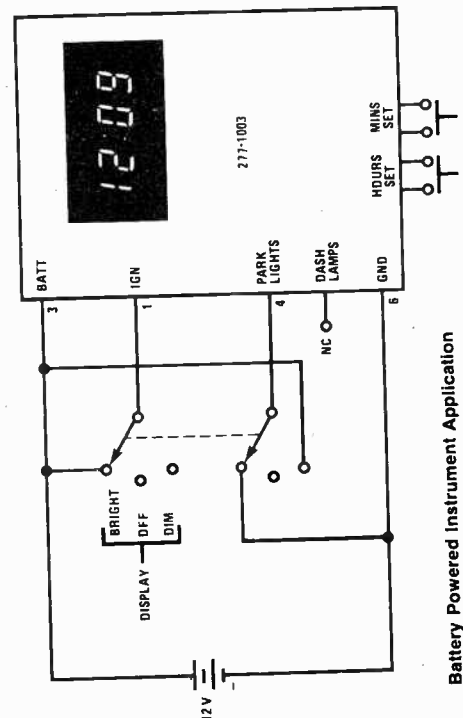 12:09
277-1003
BATT
3
IGN
1
PARK
LIGHTS
4
DASH
LAMPS
NC
GND
6
HOURS
SET
MINS
SET
BRIGHT
DISPLAY
OFF
DIM
12 V
-
Battery Powered Instrument Application